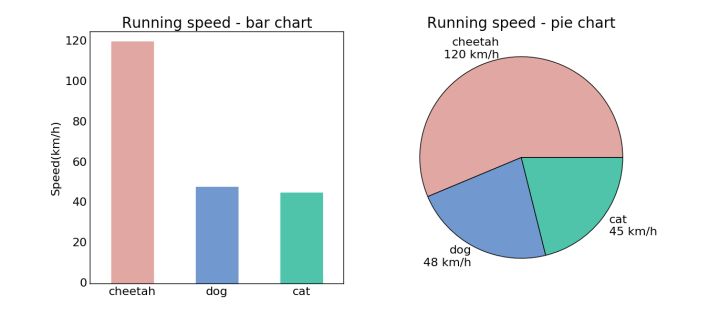 Running speed - bar chart
120
100
80
60
40
20
0
Speed(km/h)
cheetah
dog
cat
Running speed - pie chart
cheetah
120 km/h
dog
48 km/h
cat
45 km/h